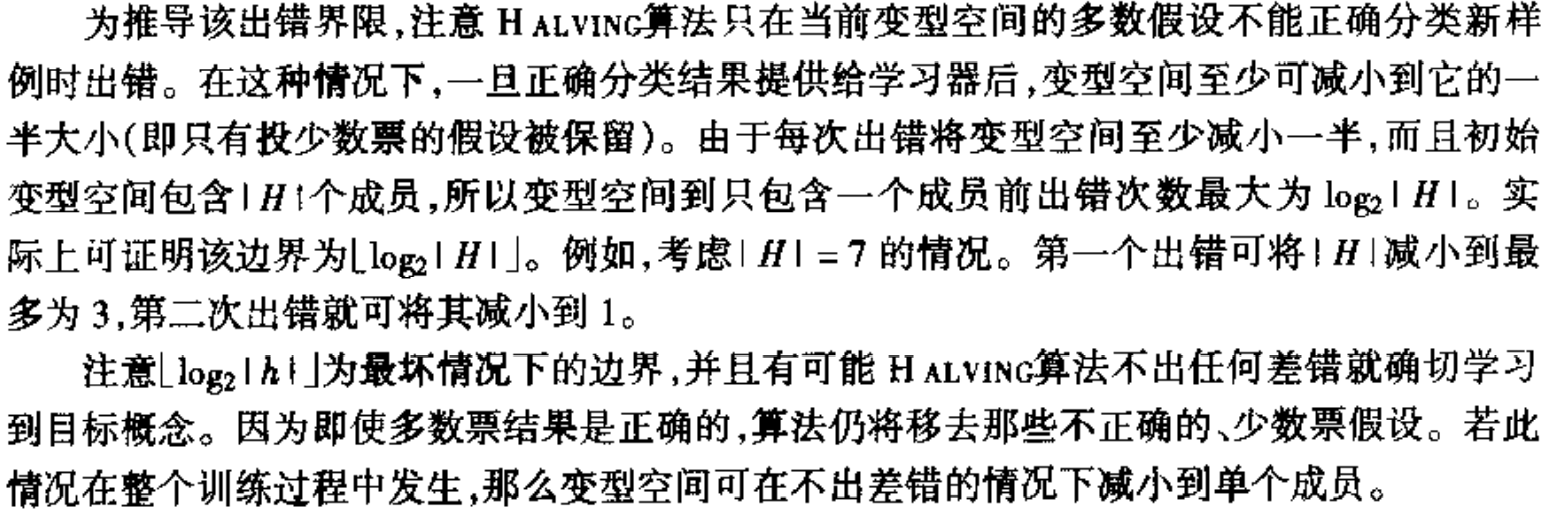 为推导该出错界限,注意 HALVING算法只在当前变型空间的多数假设不能正确分类新样
例时出错。在这种情况下,一旦正确分类结果提供给学习器后,变型空间至少可减小到它的一
半大小(即只有投少数票的假设被保留)。由于每次出错将变型空间至少减小一半,而且初始
变型空间包含|H|个成员,所以变型空间到只包含一个成员前出错次数最大为 log₂|H|。实
际上可证明该边界为⌊log₂|H|⌋。例如,考虑|H|=7 的情况。第一个出错可将|H|减小到最
多为 3,第二次出错就可将其减小到 1。
注意⌊log₂|h|⌋为最坏情况下的边界,并且有可能 HALVING算法不出任何差错就确切学习
到目标概念。因为即使多数票结果是正确的,算法仍将移去那些不正确的、少数票假设。若此
情况在整个训练过程中发生,那么变型空间可在不出差错的情况下减小到单个成员。